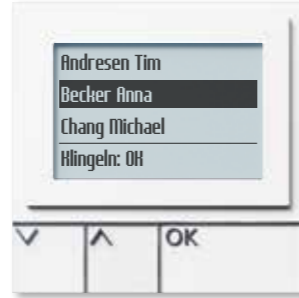 Andresen Tim
Becker Anna
Chang Michael
Klingeln: OK
OK